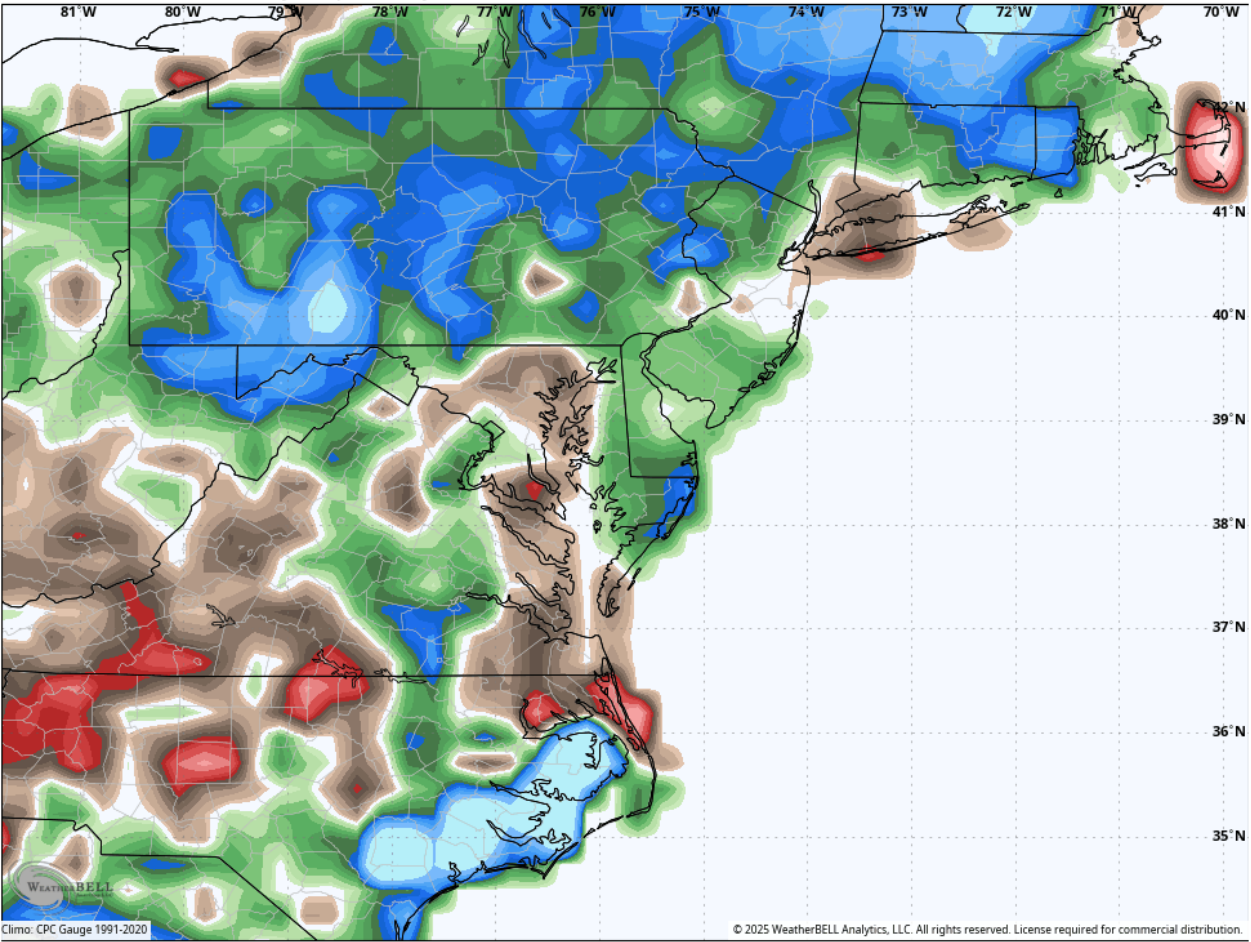 81°W 80°W 79°W 78°W 77°W 76°W 75°W 74°W 73°W 72°W 71°W 70°W
42°N
41°N
40°N
39°N
38°N
37°N
36°N
35°N
WEATHERBELL
Climo: CPC Gauge 1991-2020
© 2025 WeatherBELL Analytics, LLC. All rights reserved. License required for commercial distribution.